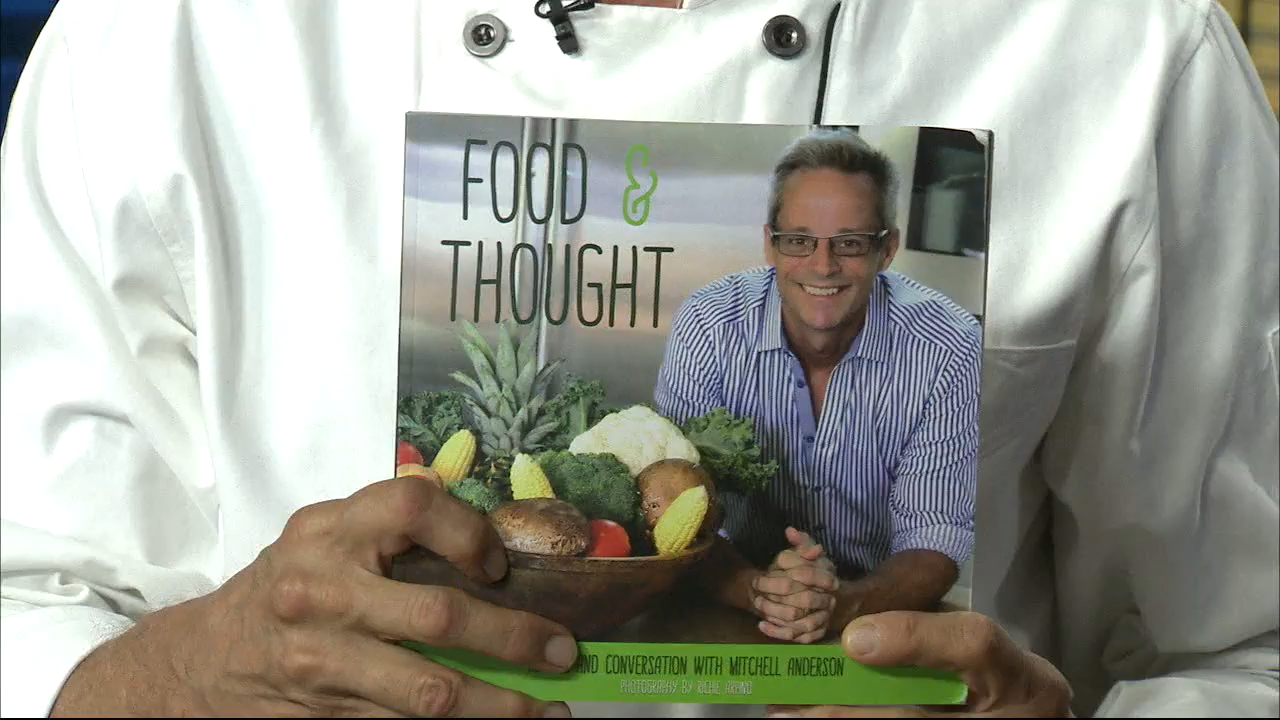 FOOD &
THOUGHT
AND CONVERSATION WITH MITCHELL ANDERSON
PHOTOGRAPHY BY